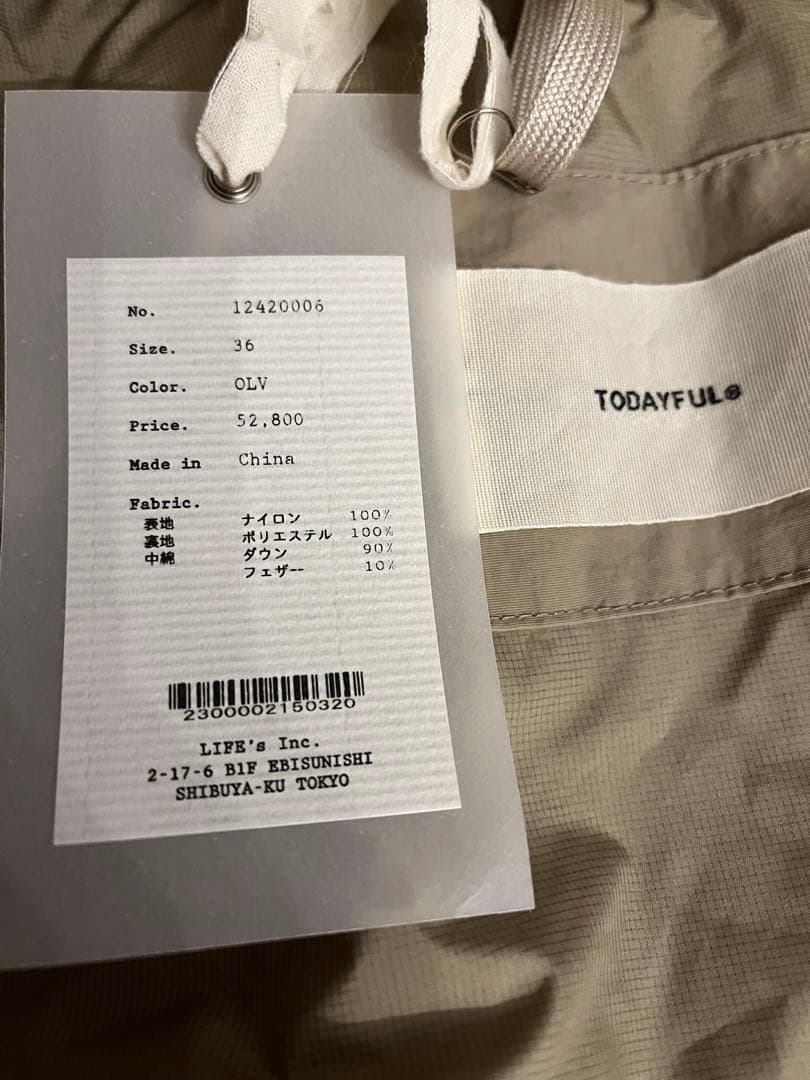 No. 12420006
Size. 36
Color. OLV
Price. 52,800
Made in China
Fabric.
表地 ナイロン 100%
裏地 ポリエステル 100%
中綿 ダウン 90%
フェザー 10%
2300002150320
LIFE's Inc.
2-17-6 B1F EBISUNISHI
SHIBUYA-KU TOKYO
TODAYFUL®